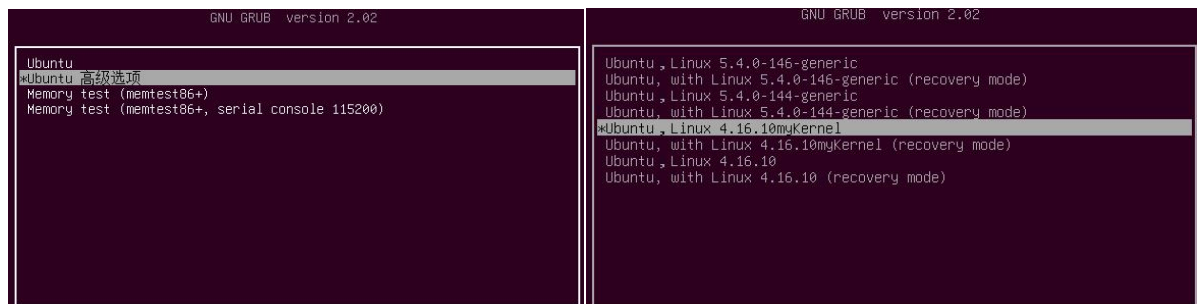 GNU GRUB version 2.02
Ubuntu
*Ubuntu 高级选项
Memory test (memtest86+)
Memory test (memtest86+, serial console 115200)
GNU GRUB version 2.02
Ubuntu，Linux 5.4.0-146-generic
Ubuntu, with Linux 5.4.0-146-generic (recovery mode)
Ubuntu，Linux 5.4.0-144-generic
Ubuntu, with Linux 5.4.0-144-generic (recovery mode)
*Ubuntu，Linux 4.16.10myKernel
Ubuntu, with Linux 4.16.10myKernel (recovery mode)
Ubuntu，Linux 4.16.10
Ubuntu, with Linux 4.16.10 (recovery mode)